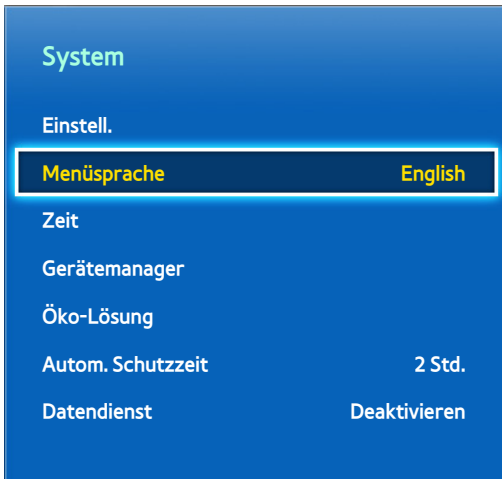 System
Einstell.
Menüsprache English
Zeit
Gerätemanager
Öko-Lösung
Autom. Schutzzeit 2 Std.
Datendienst Deaktivieren